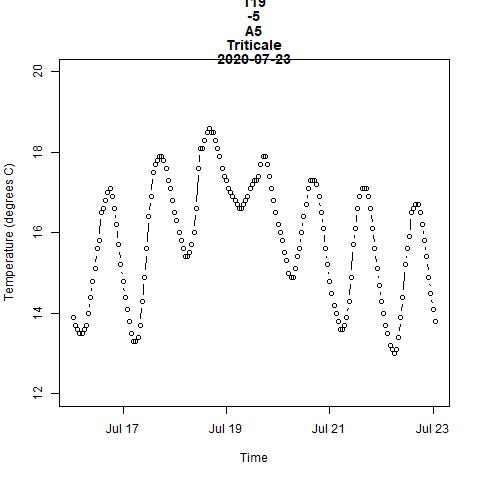 T19
-5
A5
Triticale
2020-07-23
Temperature (degrees C)
20
18
16
14
12
Jul 17
Jul 19
Jul 21
Jul 23
Time